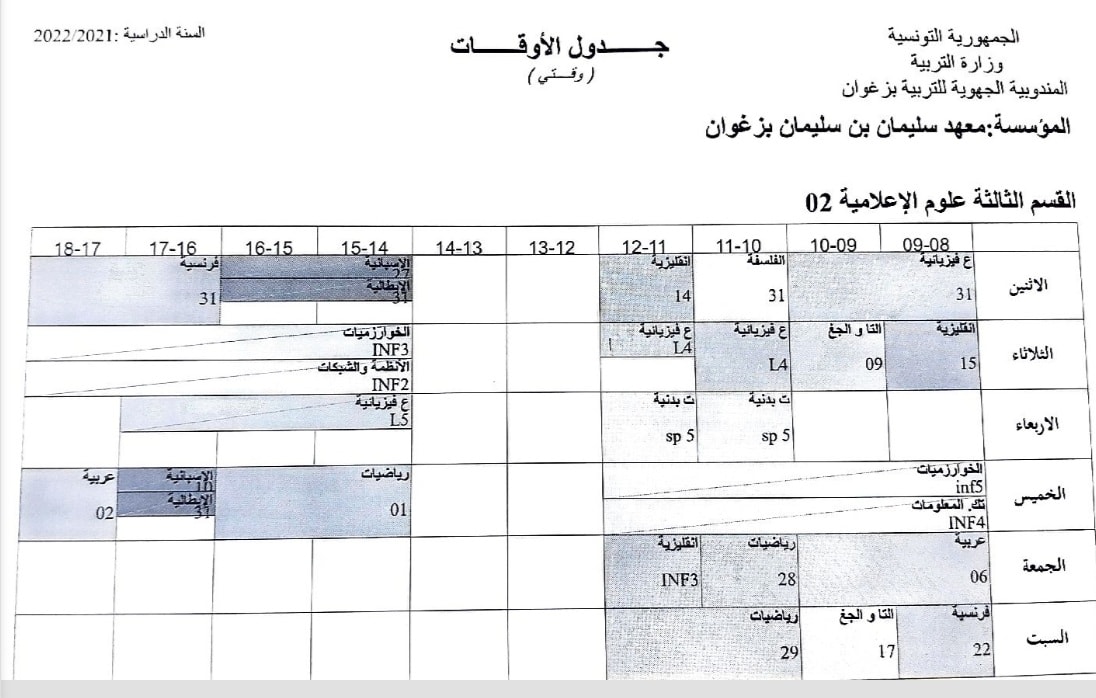 الجمهورية التونسية
وزارة التربية
المندوبية الجهوية للتربية بزغوان
جـــدول الأوقـــات
(وقـتي)
السنة الدراسية :2022/2021
المؤسسة:معهد سليمان بن سليمان بزغوان
القسم الثالثة علوم الإعلامية 02
09-08 10-09 11-10 12-11 13-12 14-13 15-14 16-15 17-16 18-17
الاثنين
ع فيزيائية
31
الفلسفة
31
انقليزية
14
الإسبانية
27
الإيطالية
31
فرنسية
31
الثلاثاء
انقليزية
15
التا و الجغ
09
ع فيزيائية
L4
ع فيزيائية
L4
الخوارزميات
INF3
الأنظمة والشبكات
INF2
الاربعاء
ت بدنية
sp 5
ت بدنية
sp 5
ع فيزيائية
L5
الخميس
الخوارزميات
inf5
تك. المعلومات
INF4
رياضيات
01
الإسبانية
10
الإيطالية
31
عربية
02
الجمعة
عربية
06
رياضيات
28
انقليزية
INF3
السبت
فرنسية
22
التا و الجغ
17
رياضيات
29